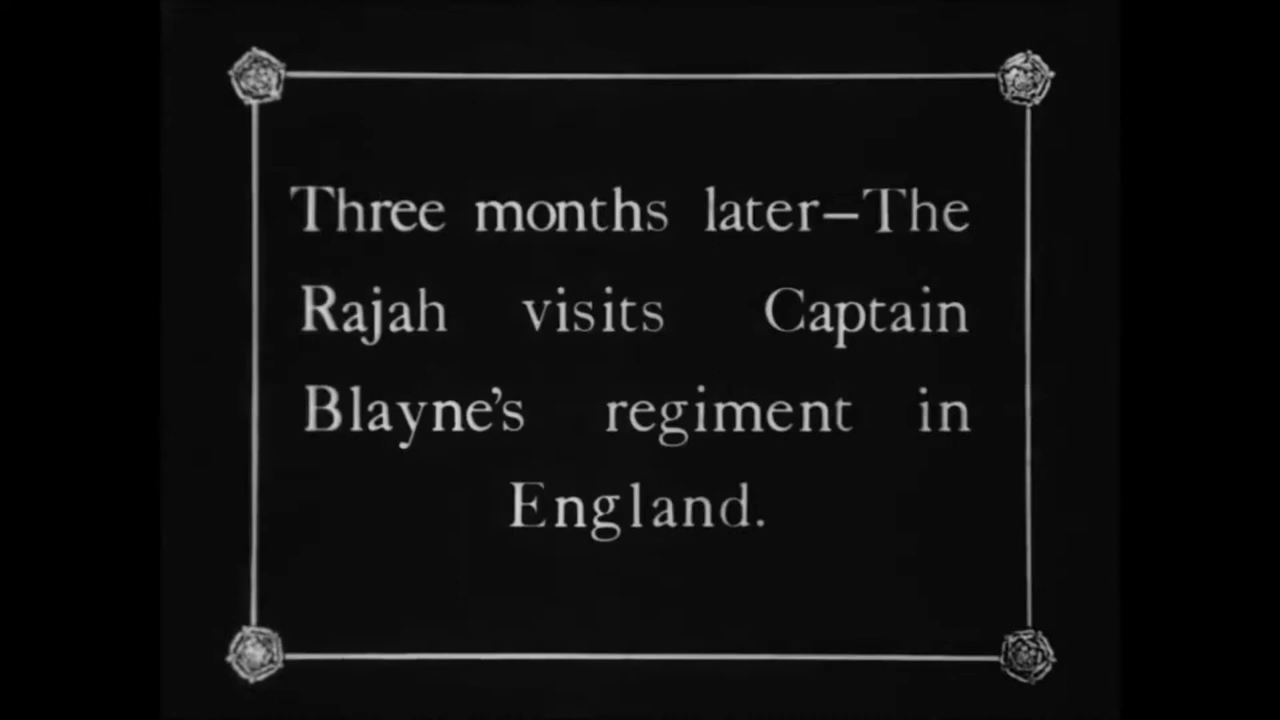 Three months later—The
Rajah visits Captain
Blayne's regiment in
England.